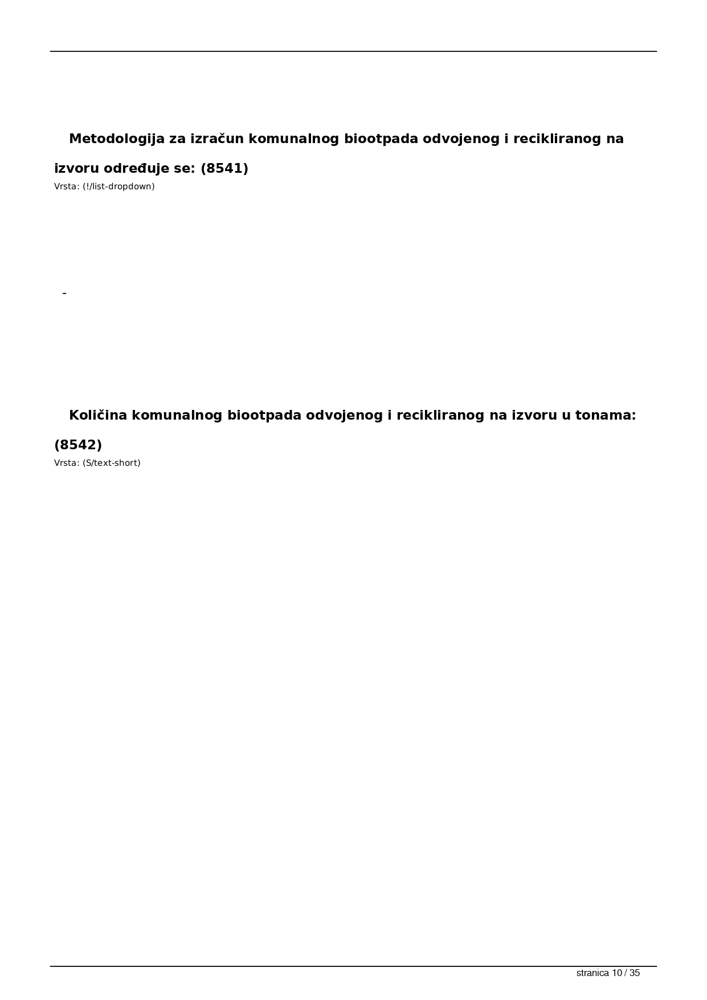 Metodologija za izračun komunalnog biootpada odvojenog i recikliranog na
izvoru određuje se: (8541)
Vrsta: (!/list-dropdown)
-
Količina komunalnog biootpada odvojenog i recikliranog na izvoru u tonama:
(8542)
Vrsta: (S/text-short)
stranica 10 / 35